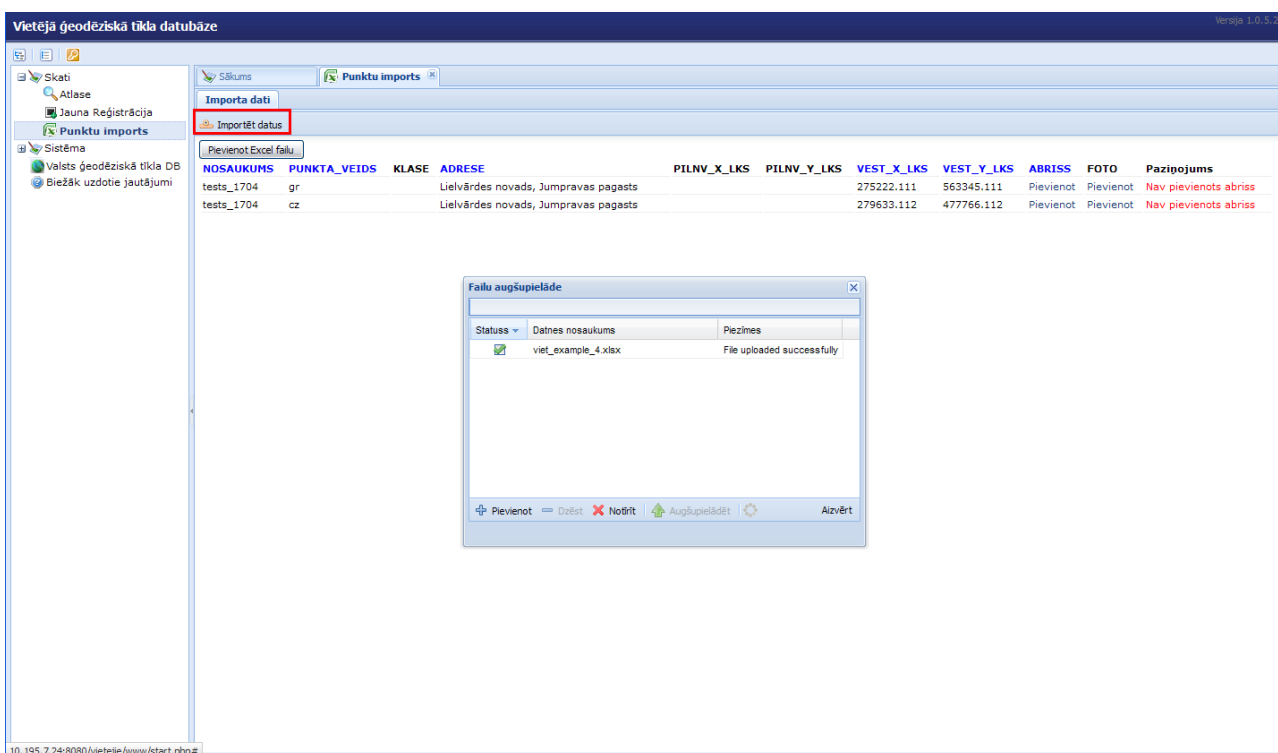 Vietējā ģeodēziskā tīkla datubāze
Versija 1.0.5.2
Skati
Atlase
Jauna Reģistrācija
Punktu imports
Sistēma
Valsts ģeodēziskā tīkla DB
Biežāk uzdotie jautājumi
Sākums
Punktu imports
Importa dati
Importēt datus
Pievienot Excel failu
NOSAUKUMS PUNKTA_VEIDS KLASE ADRESE PILNV_X_LKS PILNV_Y_LKS VEST_X_LKS VEST_Y_LKS ABRISS FOTO Paziņojums
tests_1704 gr Lielvārdes novads, Jumpravas pagasts 275222.111 563345.111 Pievienot Pievienot Nav pievienots abriss
tests_1704 cz Lielvārdes novads, Jumpravas pagasts 279633.112 477766.112 Pievienot Pievienot Nav pievienots abriss
Failu augšupielāde
Statuss Datnes nosaukums Piezīmes
viet_example_4.xlsx File uploaded successfully
Pievienot Dzēst Notīrīt Augšupielādēt Aizvērt
10.195.7.24:8080/vietejie/www/start.php#